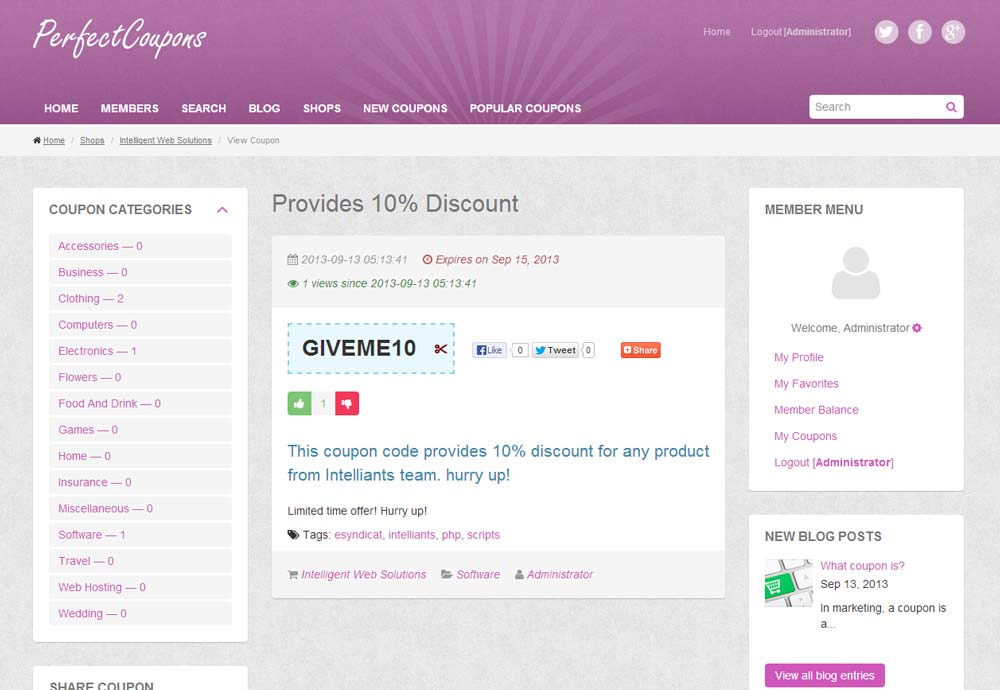 PerfectCoupons
Home Logout [Administrator]
HOME MEMBERS SEARCH BLOG SHOPS NEW COUPONS POPULAR COUPONS
Search
Home / Shops / Intelligent Web Solutions / View Coupon
COUPON CATEGORIES
Accessories — 0
Business — 0
Clothing — 2
Computers — 0
Electronics — 1
Flowers — 0
Food And Drink — 0
Games — 0
Home — 0
Insurance — 0
Miscellaneous — 0
Software — 1
Travel — 0
Web Hosting — 0
Wedding — 0
SHARE COUPON
Provides 10% Discount
2013-09-13 05:13:41 Expires on Sep 15, 2013
1 views since 2013-09-13 05:13:41
GIVEME10
Like 0 Tweet 0 Share
1
This coupon code provides 10% discount for any product
from Intelliants team. hurry up!
Limited time offer! Hurry up!
Tags: esyndicat, intelliants, php, scripts
Intelligent Web Solutions Software Administrator
MEMBER MENU
Welcome, Administrator
My Profile
My Favorites
Member Balance
My Coupons
Logout [Administrator]
NEW BLOG POSTS
What coupon is?
Sep 13, 2013
In marketing, a coupon is
a...
View all blog entries